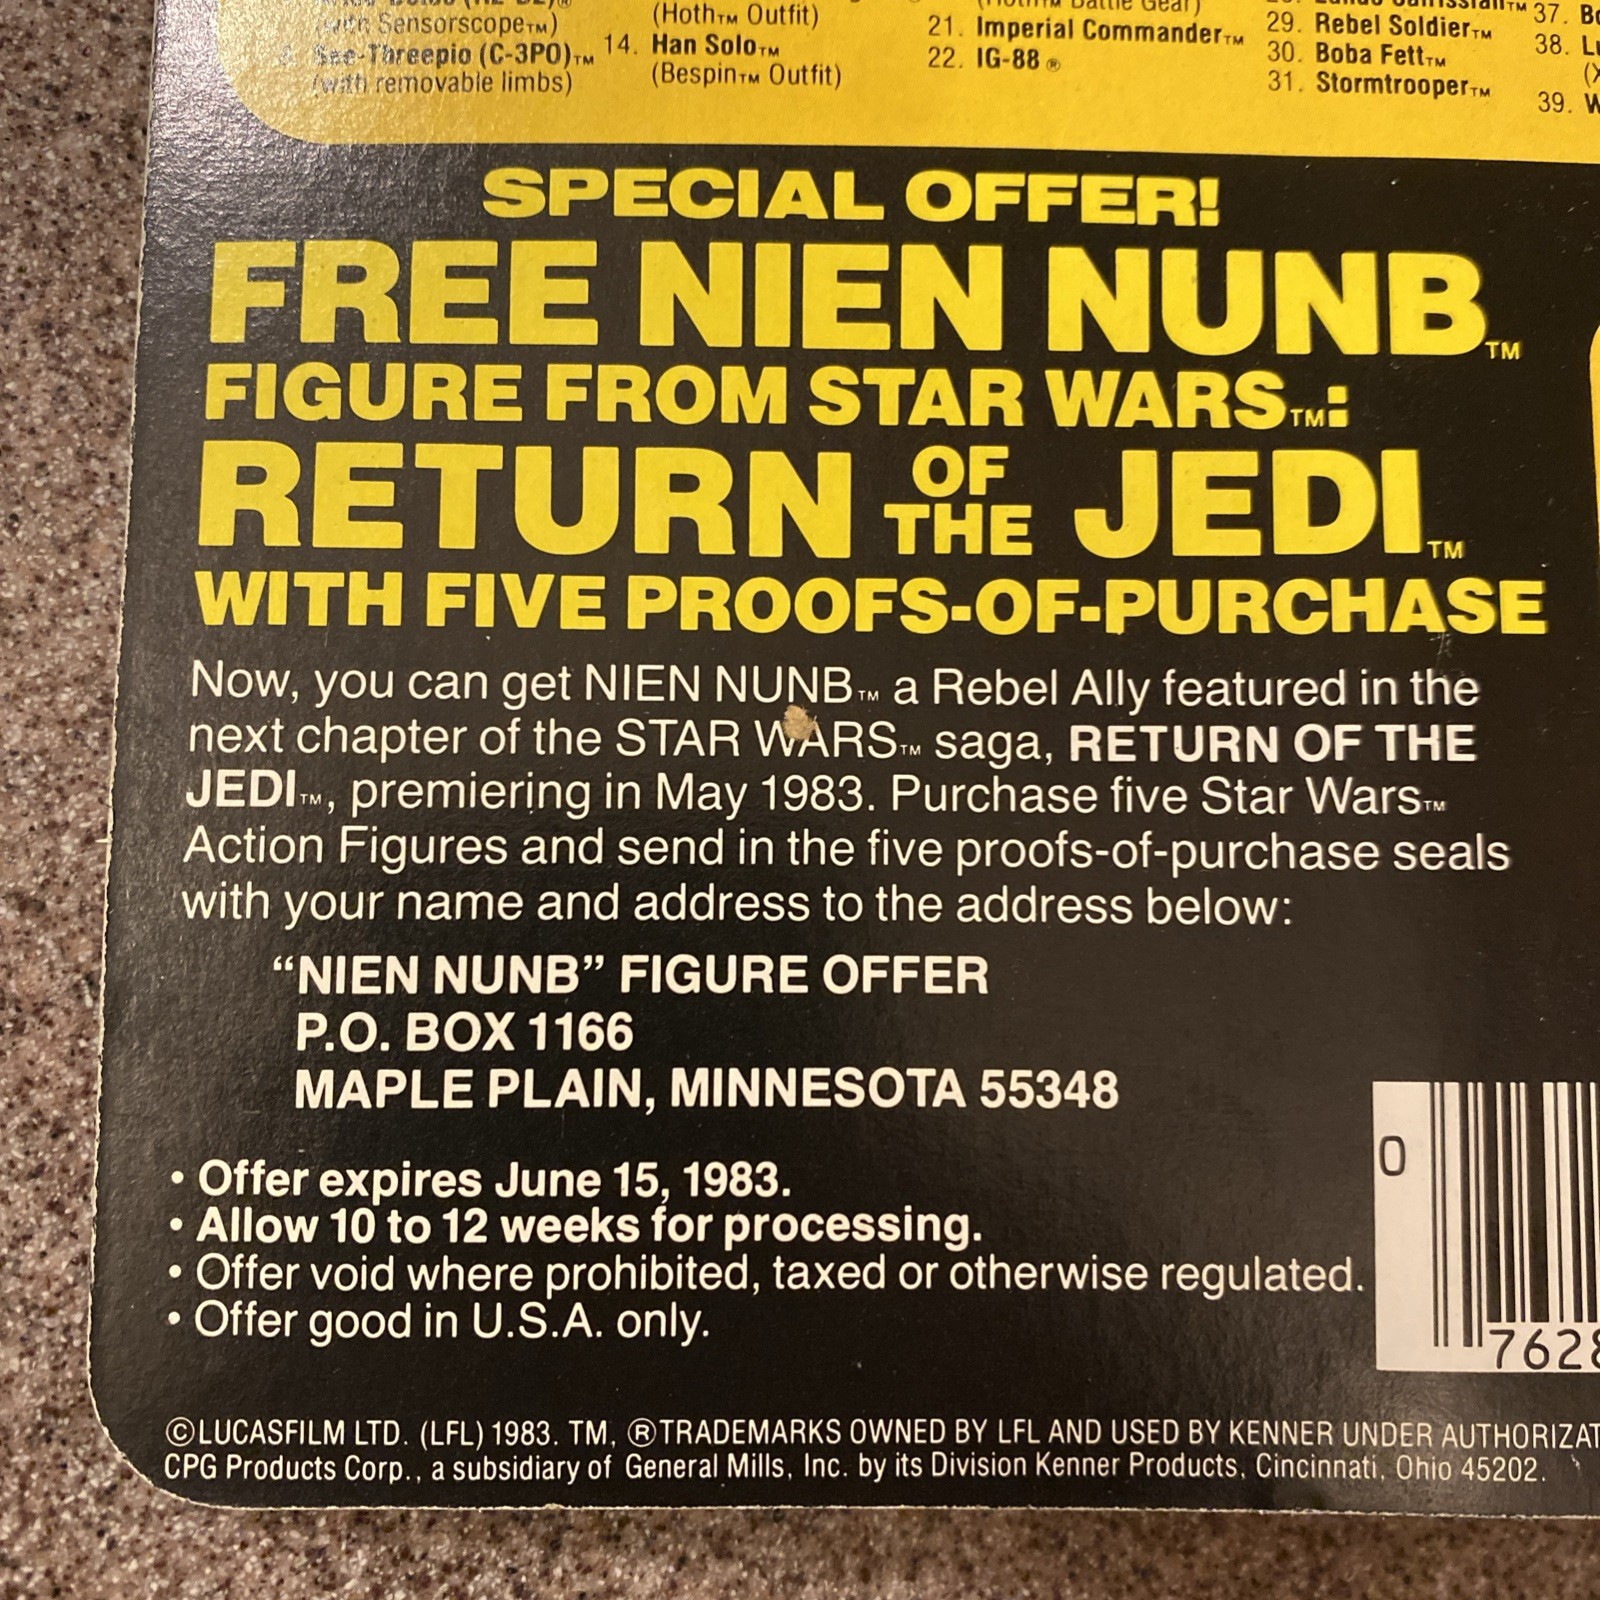 (with Sensorscope™)
See-Threepio (C-3PO)™
(with removable limbs)
(Hoth™ Outfit)
14. Han Solo™
(Bespin™ Outfit)
21. Imperial Commander™
22. IG-88 ®
29. Rebel Soldier™
30. Boba Fett™
31. Stormtrooper™
37.
38.
39.
SPECIAL OFFER!
FREE NIEN NUNB™
FIGURE FROM STAR WARS™:
RETURN OF THE JEDI™
WITH FIVE PROOFS-OF-PURCHASE
Now, you can get NIEN NUNB™ a Rebel Ally featured in the
next chapter of the STAR WARS™ saga, RETURN OF THE
JEDI™, premiering in May 1983. Purchase five Star Wars™
Action Figures and send in the five proofs-of-purchase seals
with your name and address to the address below:
“NIEN NUNB” FIGURE OFFER
P.O. BOX 1166
MAPLE PLAIN, MINNESOTA 55348
• Offer expires June 15, 1983.
• Allow 10 to 12 weeks for processing.
• Offer void where prohibited, taxed or otherwise regulated.
• Offer good in U.S.A. only.
0
7628
©LUCASFILM LTD. (LFL) 1983. TM, ®TRADEMARKS OWNED BY LFL AND USED BY KENNER UNDER AUTHORIZAT
CPG Products Corp., a subsidiary of General Mills, Inc. by its Division Kenner Products, Cincinnati, Ohio 45202.